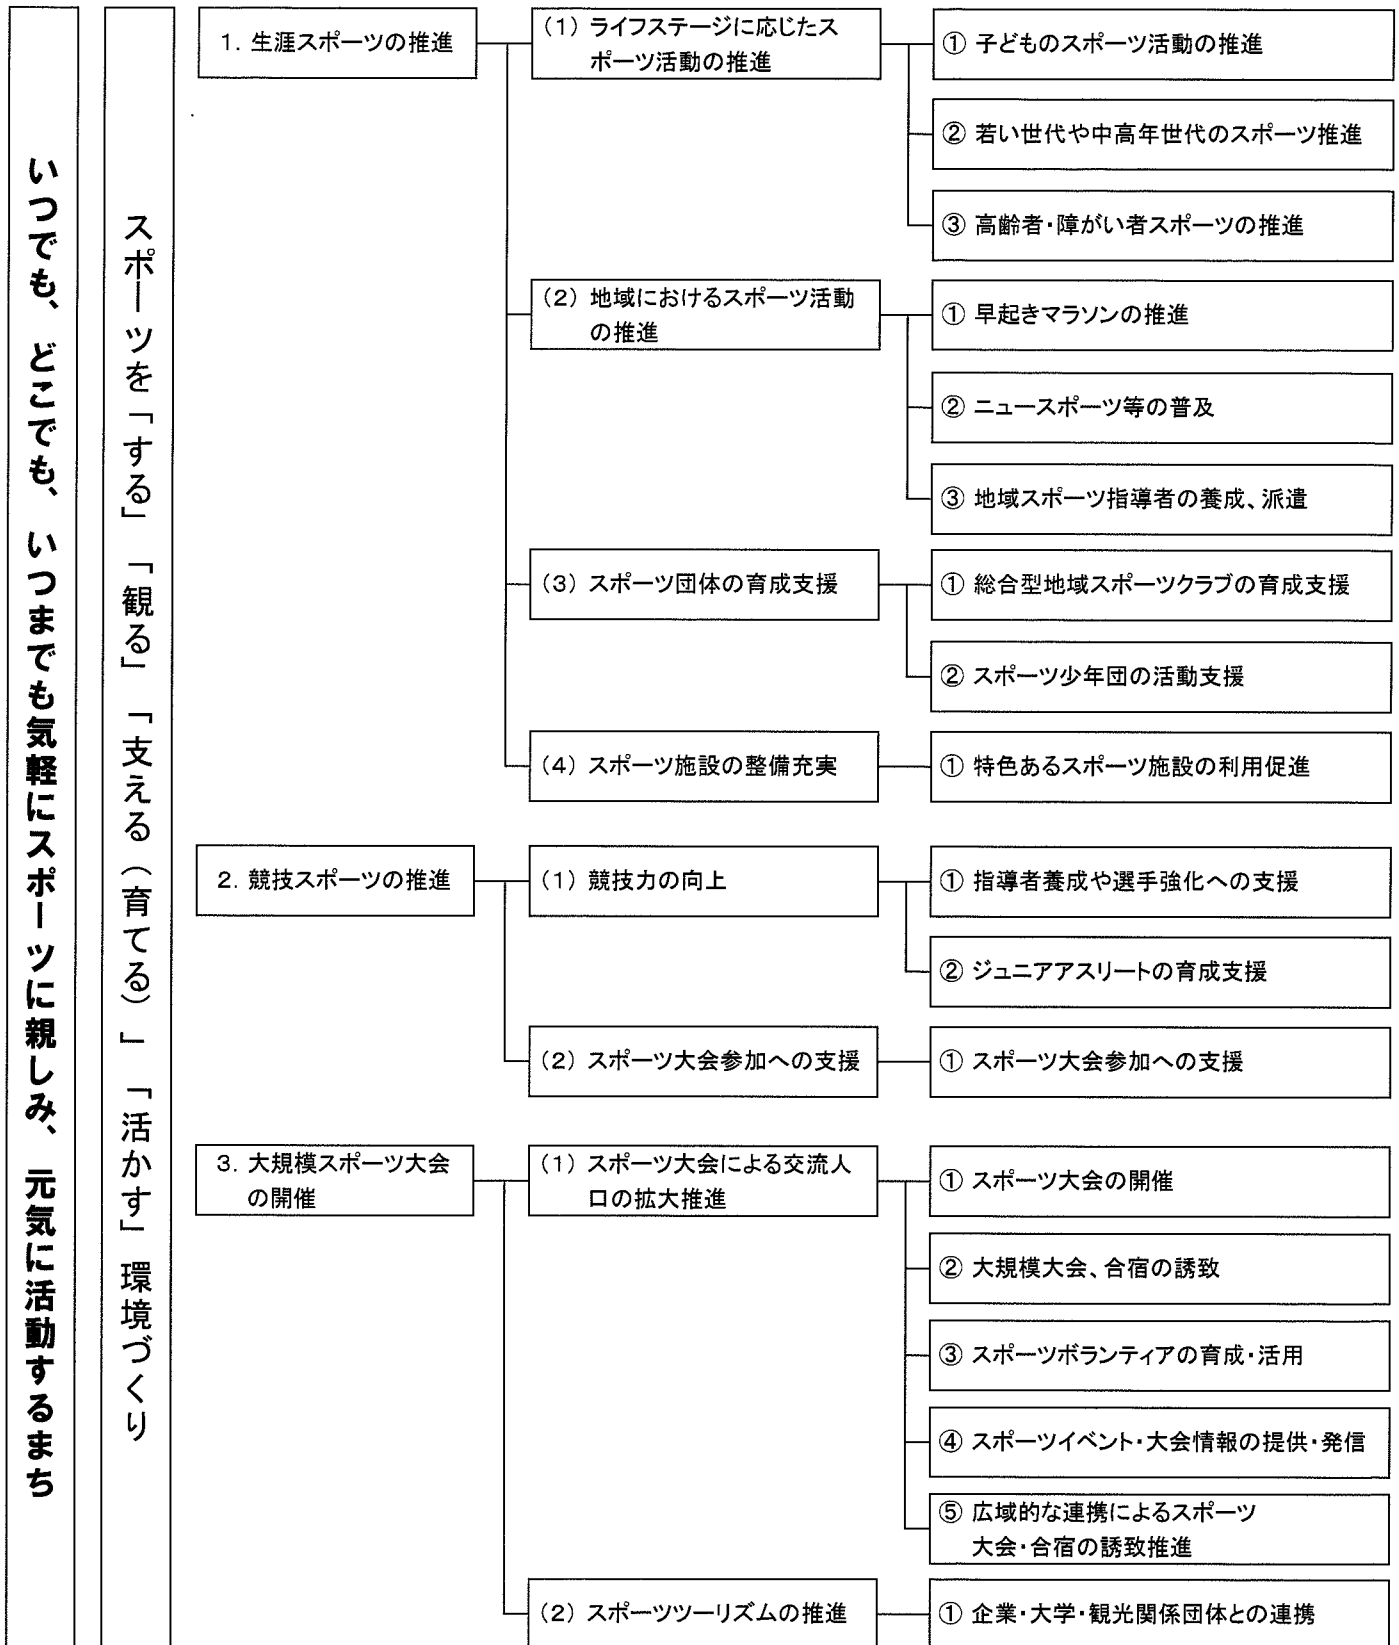 いつでも、どこでも、いつまでも気軽にスポーツに親しみ、元気に活動するまち
スポーツを「する」「観る」「支える（育てる）」「活かす」環境づくり
1. 生涯スポーツの推進
（1）ライフステージに応じたス
ポーツ活動の推進
① 子どものスポーツ活動の推進
② 若い世代や中高年世代のスポーツ推進
③ 高齢者・障がい者スポーツの推進
（2）地域におけるスポーツ活動
の推進
① 早起きマラソンの推進
② ニュースポーツ等の普及
③ 地域スポーツ指導者の養成、派遣
（3）スポーツ団体の育成支援
① 総合型地域スポーツクラブの育成支援
② スポーツ少年団の活動支援
（4）スポーツ施設の整備充実
① 特色あるスポーツ施設の利用促進
2. 競技スポーツの推進
（1）競技力の向上
① 指導者養成や選手強化への支援
② ジュニアアスリートの育成支援
（2）スポーツ大会参加への支援
① スポーツ大会参加への支援
3. 大規模スポーツ大会
の開催
（1）スポーツ大会による交流人
口の拡大推進
① スポーツ大会の開催
② 大規模大会、合宿の誘致
③ スポーツボランティアの育成・活用
④ スポーツイベント・大会情報の提供・発信
⑤ 広域的な連携によるスポーツ
大会・合宿の誘致推進
（2）スポーツツーリズムの推進
① 企業・大学・観光関係団体との連携